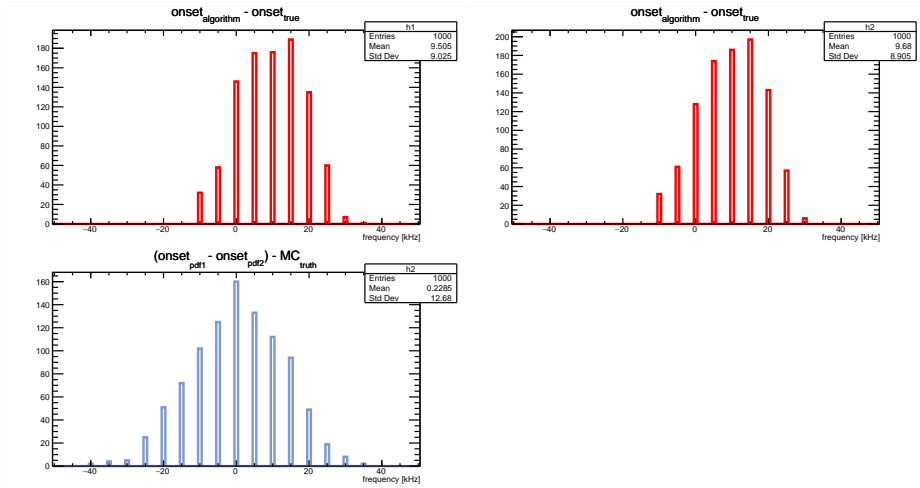 onset_algorithm - onset_true
h1
Entries 1000
Mean 9.505
Std Dev 9.025
180
160
140
120
100
80
60
40
20
0
−40 −20 0 20 40
frequency [kHz]
onset_algorithm - onset_true
h2
Entries 1000
Mean 9.68
Std Dev 8.905
200
180
160
140
120
100
80
60
40
20
0
−40 −20 0 20 40
frequency [kHz]
(onset_pdf1 - onset_pdf2) - MC_truth
h2
Entries 1000
Mean 0.2285
Std Dev 12.68
160
140
120
100
80
60
40
20
0
−40 −20 0 20 40
frequency [kHz]